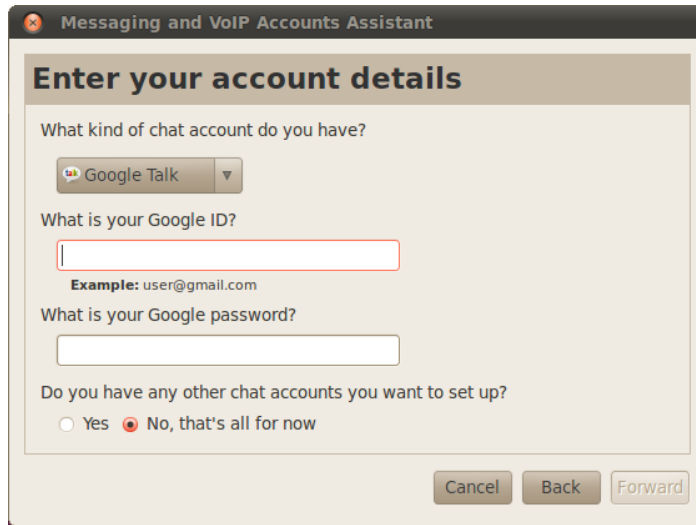 Messaging and VoIP Accounts Assistant
Enter your account details
What kind of chat account do you have?
talk Google Talk
What is your Google ID?
Example: user@gmail.com
What is your Google password?
Do you have any other chat accounts you want to set up?
Yes No, that's all for now
Cancel Back Forward